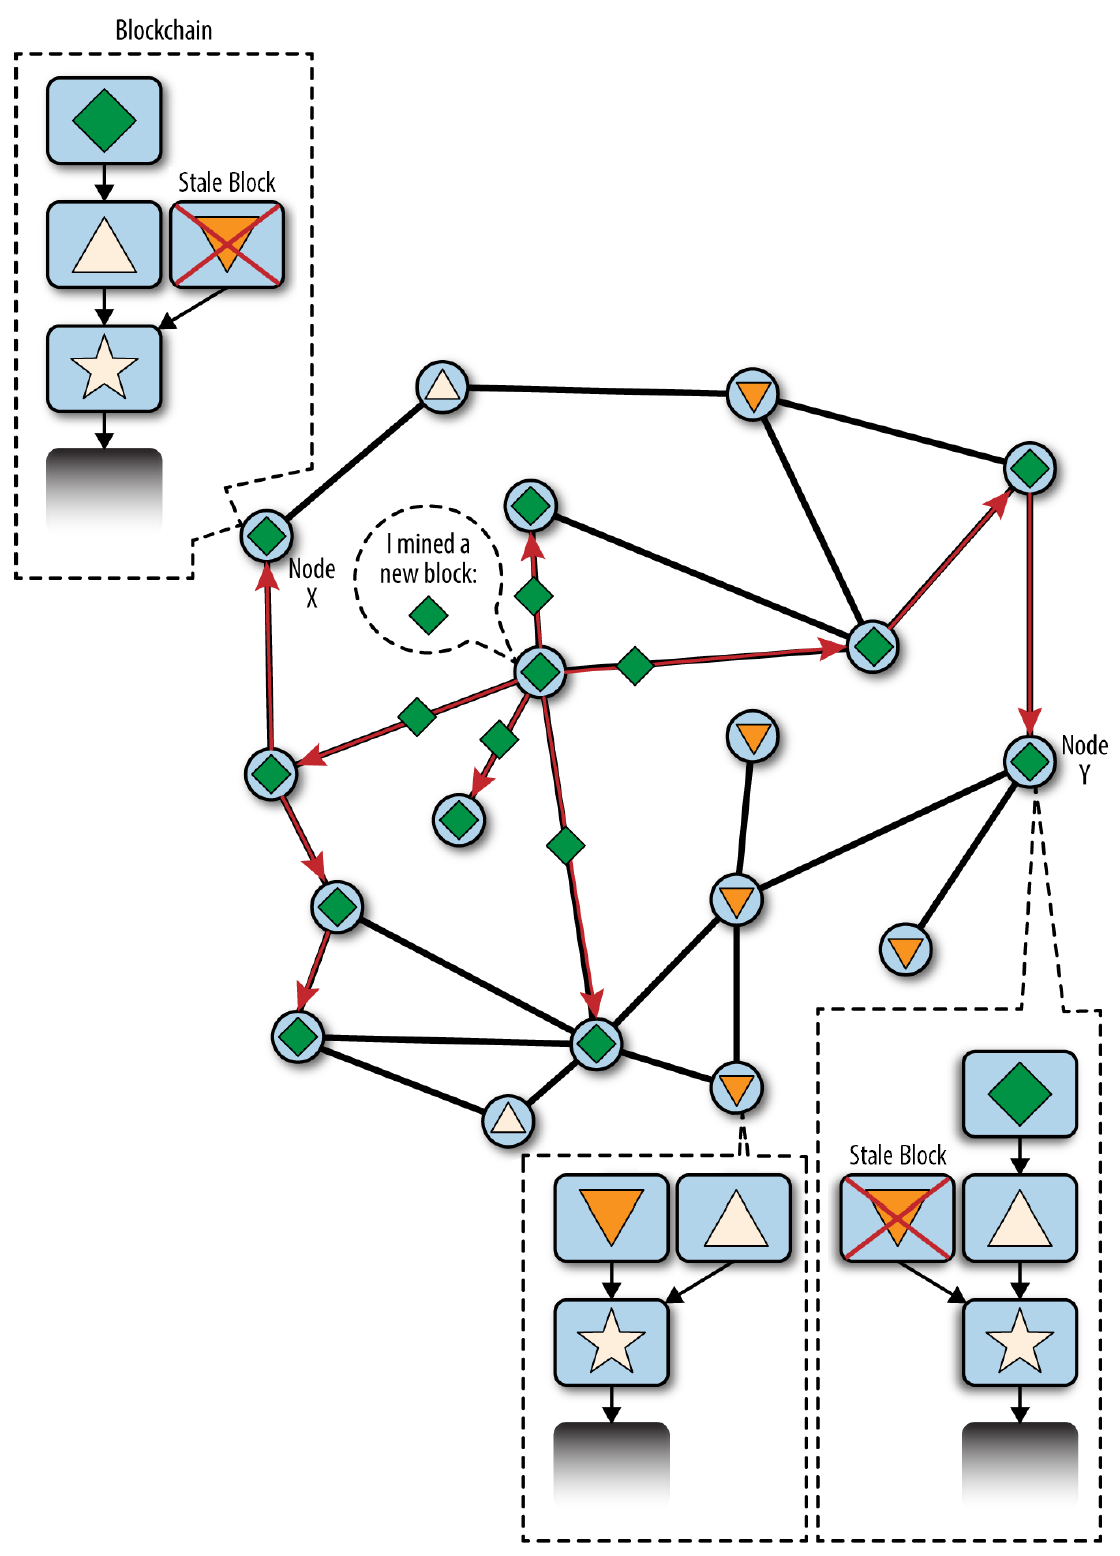 Blockchain
Stale Block
I mined a
new block:
Node
X
Node
Y
Stale Block